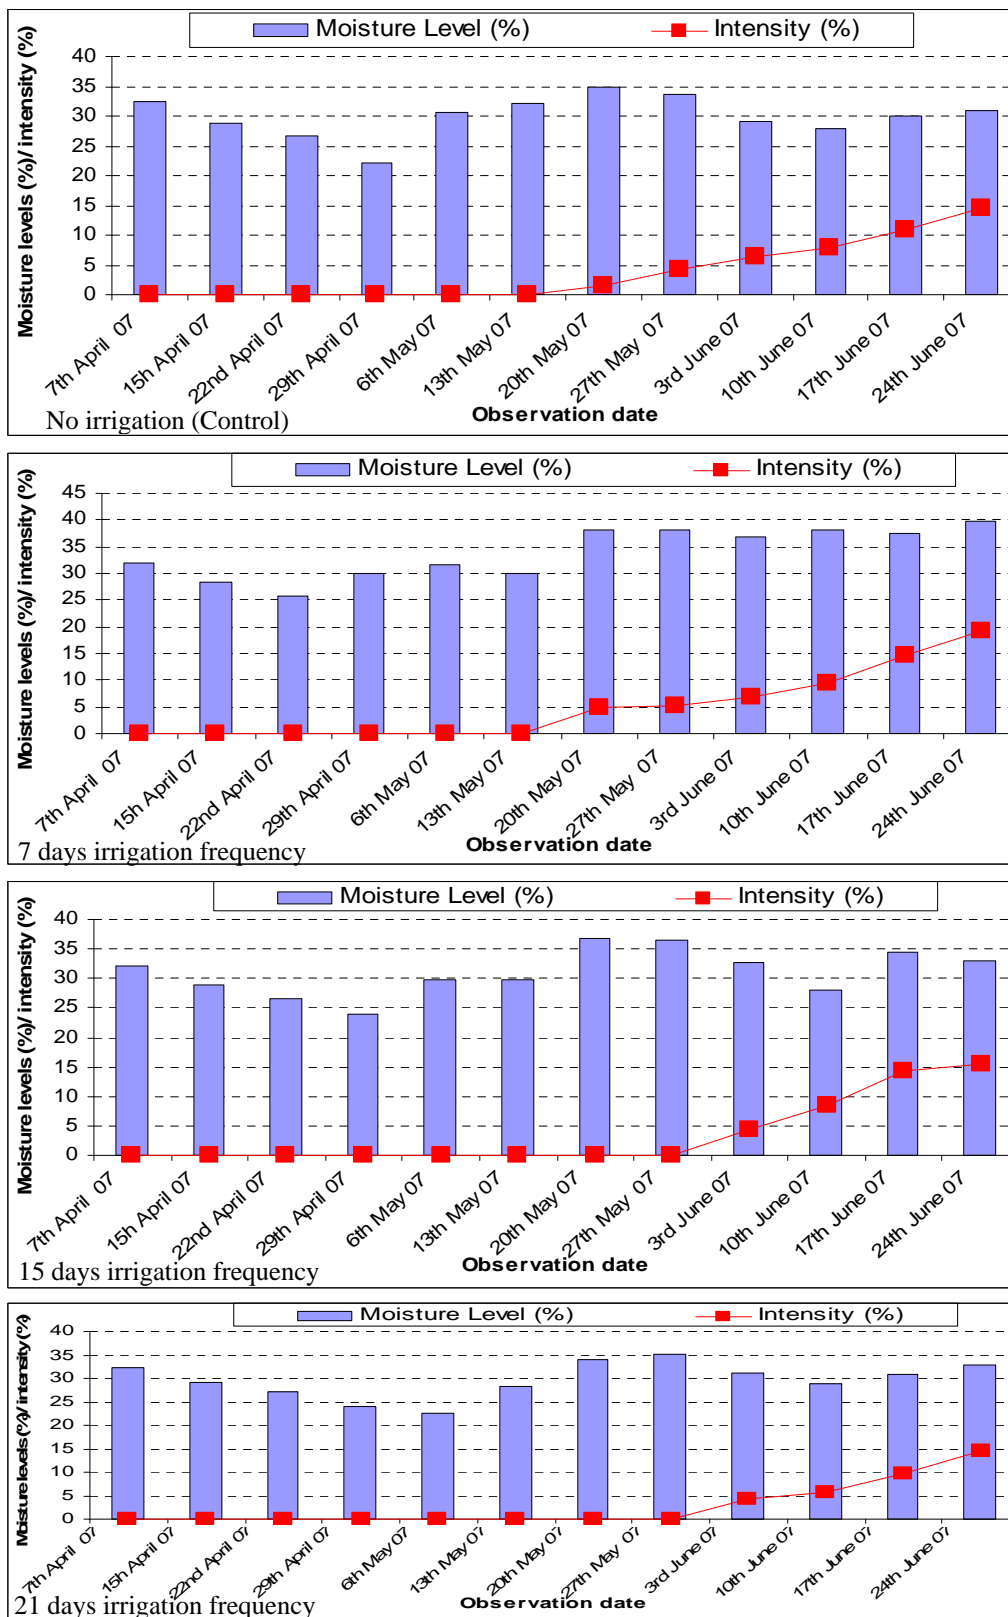 Moisture Level (%) Intensity (%)
Moisture levels (%)/ intensity (%)
40
35
30
25
20
15
10
5
0
7th April 07 15h April 07 22nd April 07 29th April 07 6th May 07 13th May 07 20th May 07 27th May 07 3rd June 07 10th June 07 17th June 07 24th June 07
No irrigation (Control) Observation date
Moisture Level (%) Intensity (%)
Moisture levels (%)/ intensity (%)
45
40
35
30
25
20
15
10
5
0
7th April 07 15h April 07 22nd April 07 29th April 07 6th May 07 13th May 07 20th May 07 27th May 07 3rd June 07 10th June 07 17th June 07 24th June 07
7 days irrigation frequency Observation date
Moisture Level (%) Intensity (%)
Moisture levels (%)/ intensity (%)
40
35
30
25
20
15
10
5
0
7th April 07 15h April 07 22nd April 07 29th April 07 6th May 07 13th May 07 20th May 07 27th May 07 3rd June 07 10th June 07 17th June 07 24th June 07
15 days irrigation frequency Observation date
Moisture Level (%) Intensity (%)
Moisture levels (%)/ intensity (%)
40
35
30
25
20
15
10
5
0
7th April 07 15h April 07 22nd April 07 29th April 07 6th May 07 13th May 07 20th May 07 27th May 07 3rd June 07 10th June 07 17th June 07 24th June 07
21 days irrigation frequency Observation date